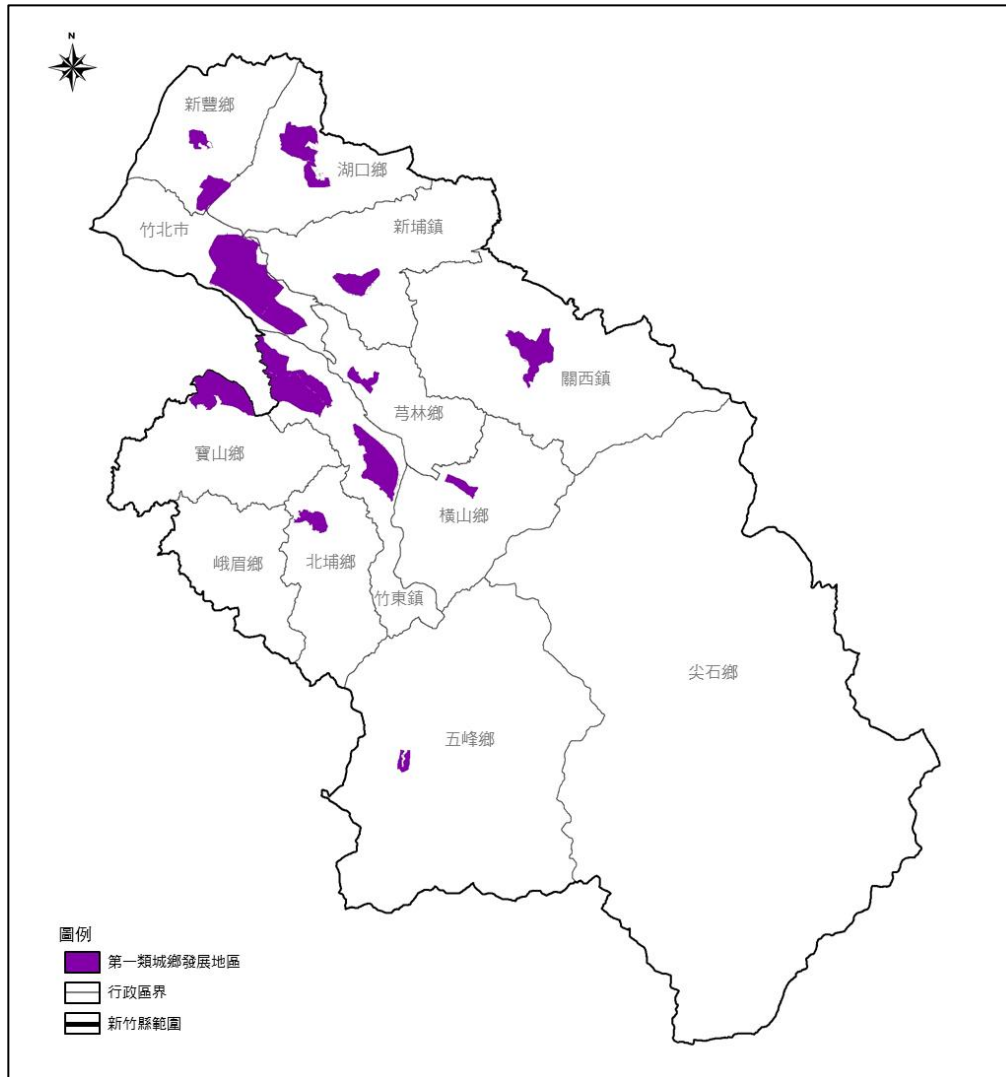 N
新豐鄉
湖口鄉
新埔鎮
竹北市
關西鎮
芎林鄉
寶山鄉
橫山鄉
峨眉鄉
北埔鄉
竹東鎮
尖石鄉
五峰鄉
圖例
第一類城鄉發展地區
行政區界
新竹縣範圍